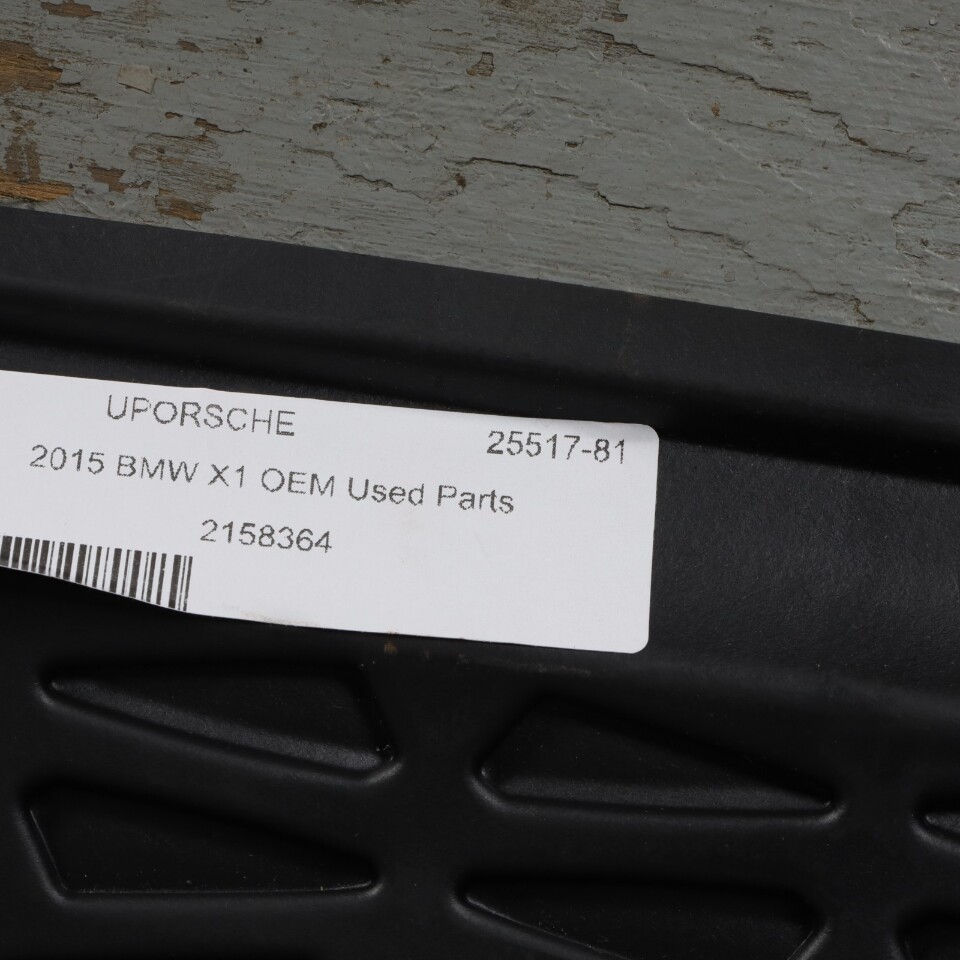 UPORSCHE
25517-81
2015 BMW X1 OEM Used Parts
2158364